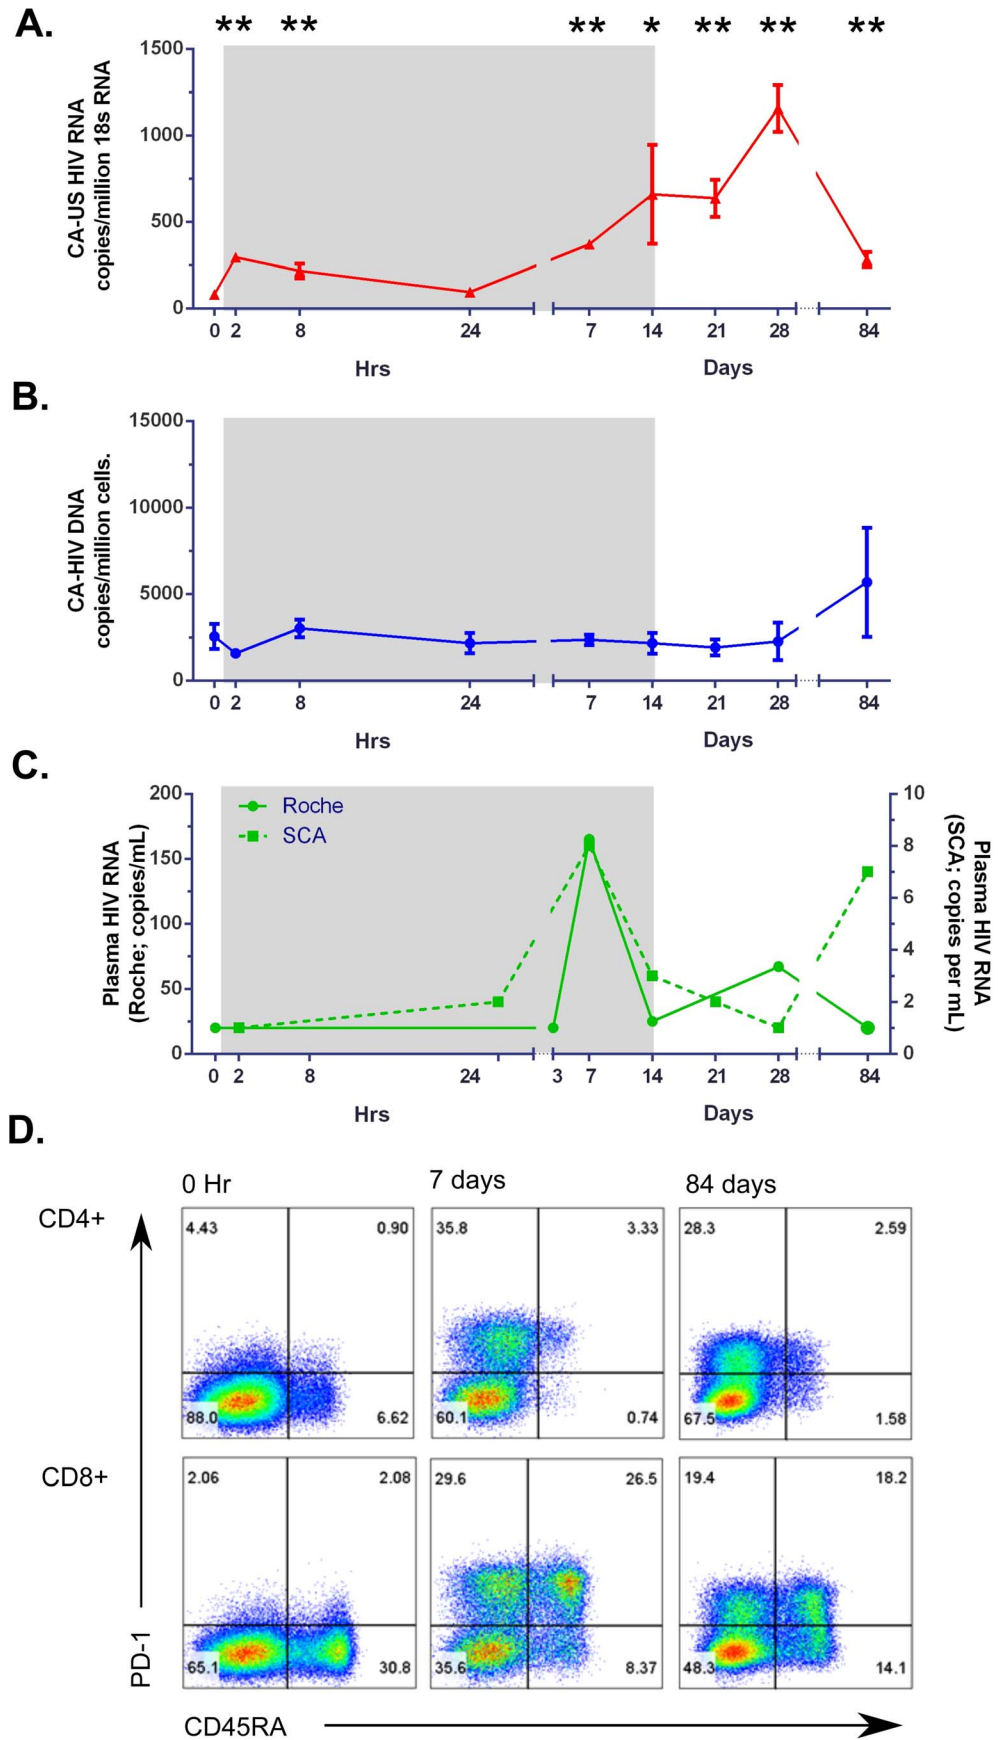 A.
** ** ** * ** ** **
CA-US HIV RNA
copies/million 18s RNA
1500
1000
500
0
0 2 8 24 7 14 21 28 84
Hrs Days
B.
CA-HIV DNA
copies/million cells.
15000
10000
5000
0
0 2 8 24 7 14 21 28 84
Hrs Days
C.
Plasma HIV RNA
(Roche; copies/mL)
200
150
100
50
0
Roche
SCA
10
8
6
4
2
0
Plasma HIV RNA
(SCA; copies per mL)
0 2 8 24 3 7 14 21 28 84
Hrs Days
D.
0 Hr 7 days 84 days
CD4+
4.43 0.90 35.8 3.33 28.3 2.59
88.0 6.62 60.1 0.74 67.5 1.58
CD8+
2.06 2.08 29.6 26.5 19.4 18.2
65.1 30.8 35.6 8.37 48.3 14.1
PD-1
CD45RA